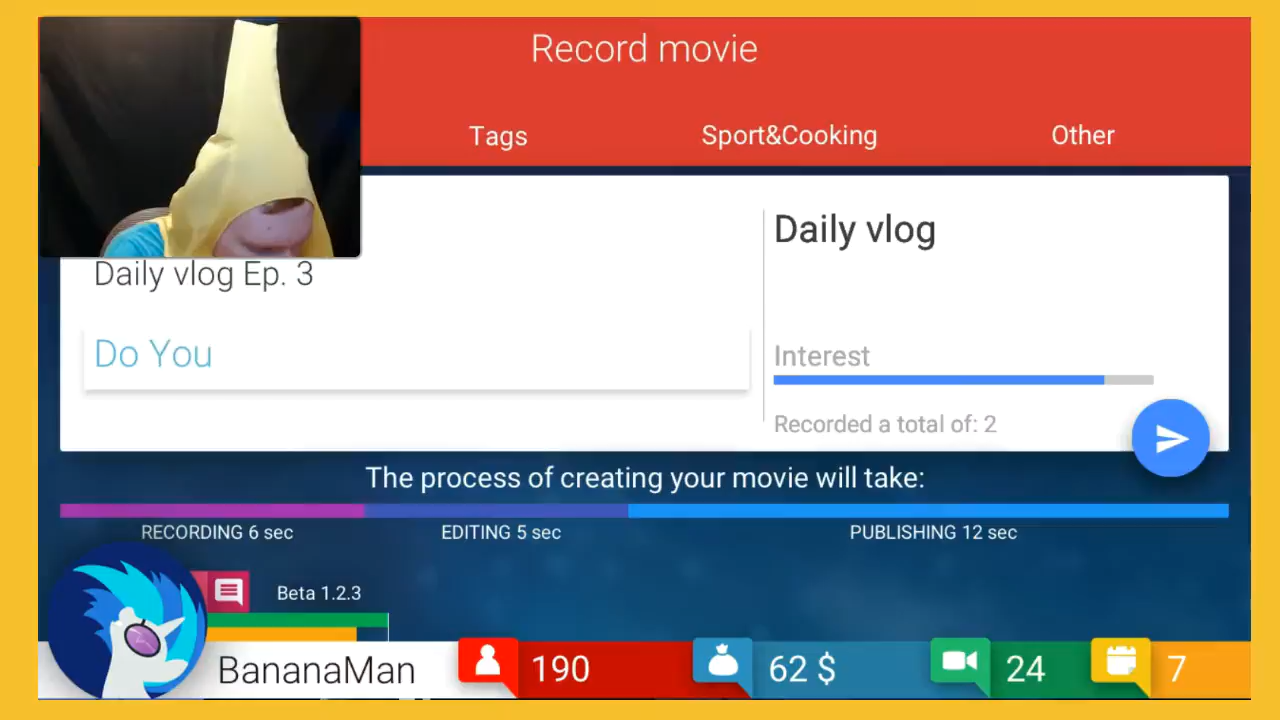 Record movie
Tags
Sport&Cooking
Other
Daily vlog Ep. 3
Do You
Daily vlog
Interest
Recorded a total of: 2
The process of creating your movie will take:
RECORDING 6 sec
EDITING 5 sec
PUBLISHING 12 sec
Beta 1.2.3
BananaMan
190
62 $
24
7